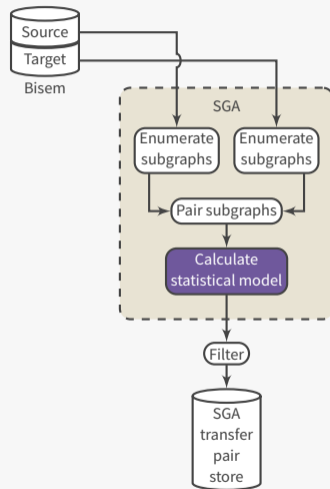 Source
Target
Bisem
SGA
Enumerate
subgraphs
Enumerate
subgraphs
Pair subgraphs
Calculate
statistical model
Filter
SGA
transfer
pair
store